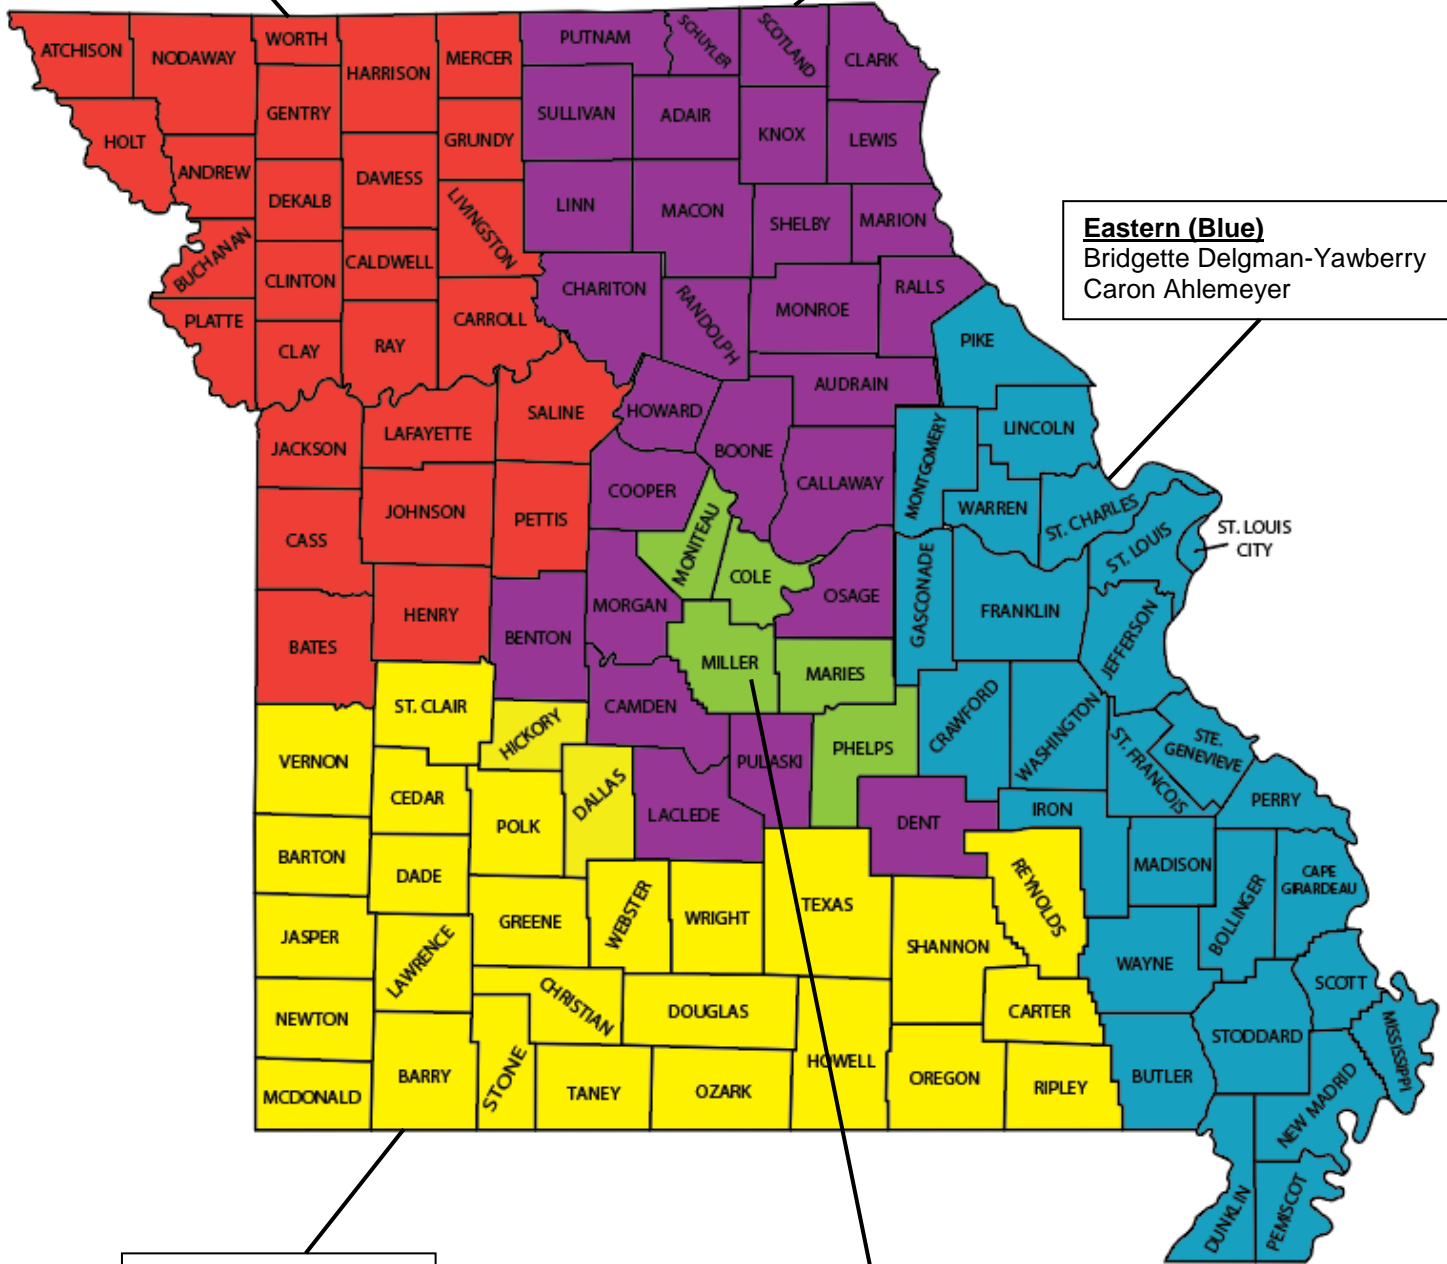 ATCHISON
NODAWAY
WORTH
HARRISON
MERCER
PUTNAM
SCHUYLER
SCOTLAND
CLARK
HOLT
GENTRY
GRUNDY
SULLIVAN
ADAIR
KNOX
LEWIS
ANDREW
DEKALB
DAVIESS
LIVINGSTON
LINN
MACON
SHELBY
MARION
BUCHANAN
CLINTON
CALDWELL
CHARITON
RANDOLPH
MONROE
RALLS
Eastern (Blue)
Bridgette Delgman-Yawberry
Caron Ahlemeyer
PLATTE
CLAY
RAY
CARROLL
AUDRAIN
PIKE
JACKSON
LAFAYETTE
SALINE
HOWARD
BOONE
CALLAWAY
MONTGOMERY
LINCOLN
WARREN
ST. CHARLES
ST. LOUIS
ST. LOUIS
CITY
CASS
JOHNSON
PETTIS
COOPER
MONITEAU
COLE
OSAGE
GASCONADE
FRANKLIN
JEFFERSON
BATES
HENRY
BENTON
MORGAN
MILLER
MARIES
ST. CLAIR
HICKORY
CAMDEN
PULASKI
PHELPS
CRAWFORD
WASHINGTON
ST. FRANCOIS
STE.
GENEVIEVE
PERRY
VERNON
CEDAR
POLK
DALLAS
LACLEDE
DENT
IRON
MADISON
BOLLINGER
CAPE
GIRARDEAU
BARTON
DADE
GREENE
WEBSTER
WRIGHT
TEXAS
SHANNON
REYNOLDS
WAYNE
SCOTT
JASPER
LAWRENCE
CHRISTIAN
DOUGLAS
CARTER
STODDARD
MISSISSIPPI
NEWTON
BARRY
STONE
TANEY
OZARK
HOWELL
OREGON
RIPLEY
BUTLER
NEW MADRID
MCDONALD
DUNKLIN
PEMISCOT